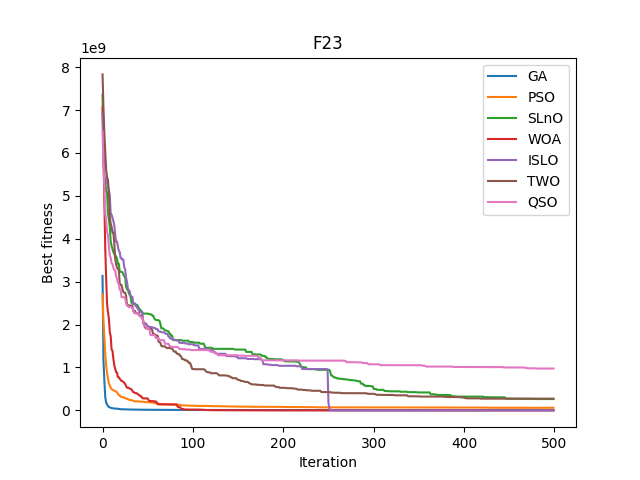 F23
1e9
8
7
6
5
4
3
2
1
0
Best fitness
GA
PSO
SLnO
WOA
ISLO
TWO
QSO
0 100 200 300 400 500
Iteration